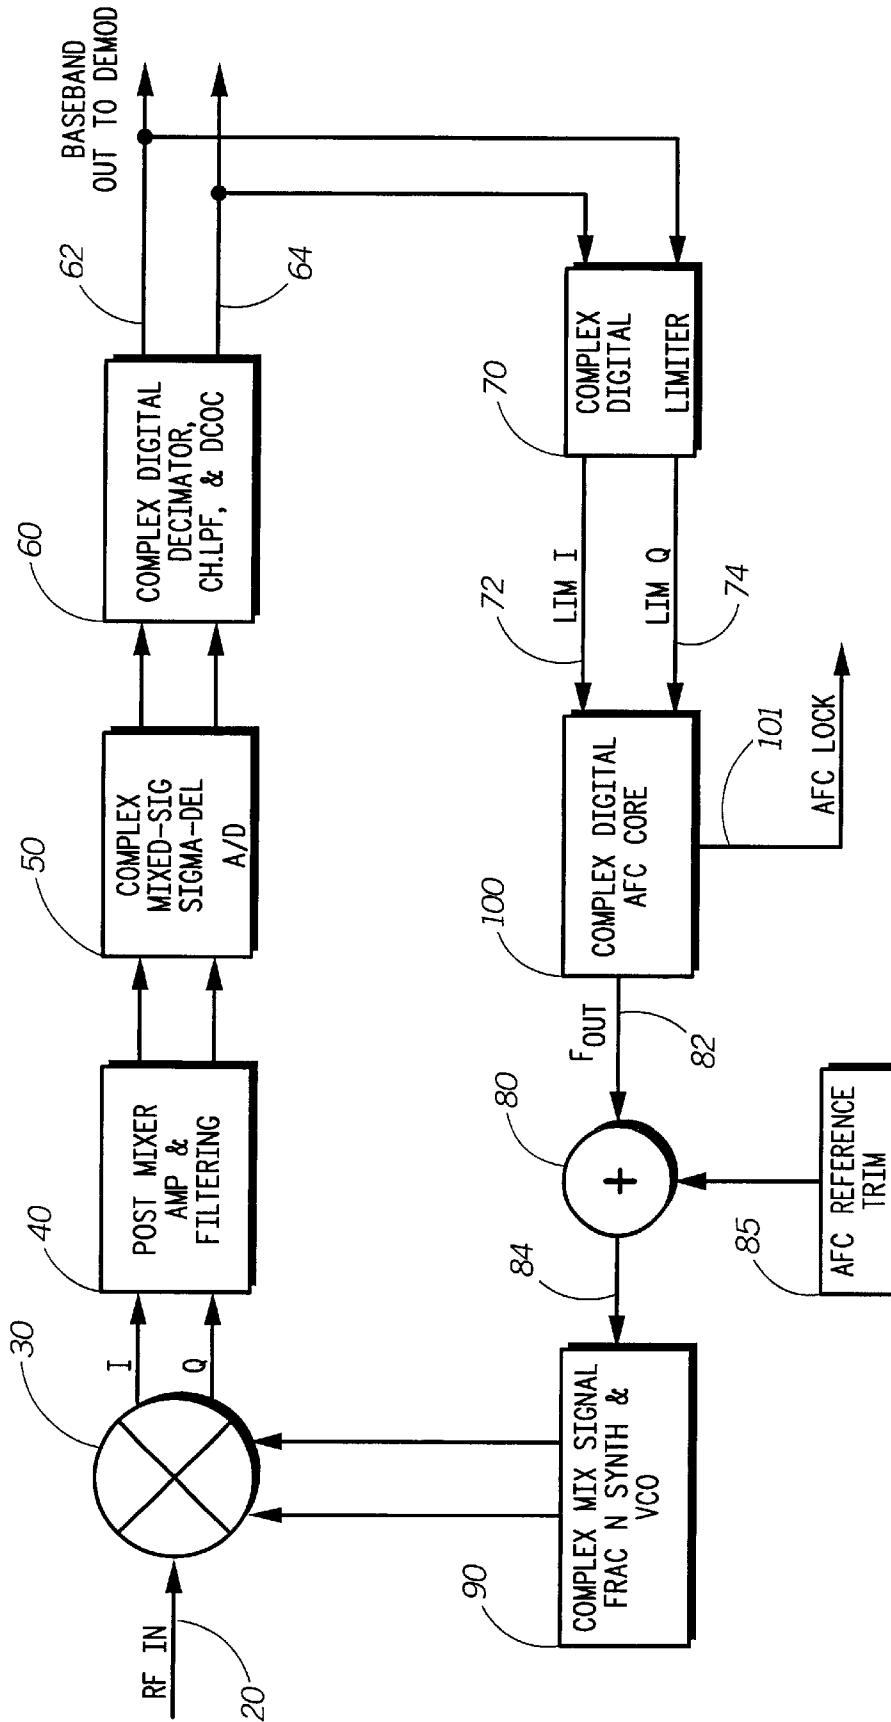 RF IN
20
30
I
Q
40
POST MIXER
AMP &
FILTERING
50
COMPLEX
MIXED-SIG
SIGMA-DEL
A/D
60
COMPLEX DIGITAL
DECIMATOR,
CH.LPF, & DCOC
62
64
BASEBAND
OUT TO DEMOD
90
COMPLEX MIX SIGNAL
FRAC N SYNTH &
VCO
84
80
+
FOUT
82
85
AFC REFERENCE
TRIM
100
COMPLEX DIGITAL
AFC CORE
101
AFC LOCK
72
LIM I
LIM Q
74
70
COMPLEX
DIGITAL
LIMITER